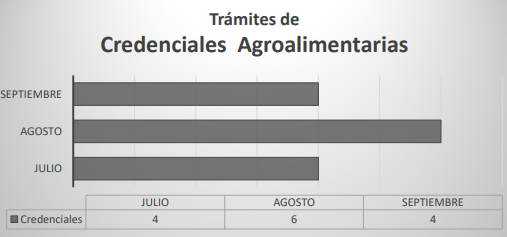 Trámites de
Credenciales Agroalimentarias
SEPTIEMBRE
AGOSTO
JULIO
JULIO AGOSTO SEPTIEMBRE
Credenciales 4 6 4